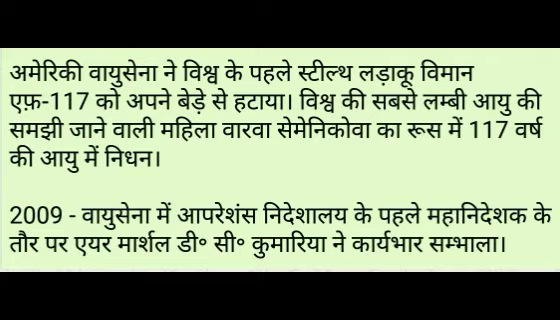 अमेरिकी वायुसेना ने विश्व के पहले स्टील्थ लड़ाकू विमान
एफ़-117 को अपने बेड़े से हटाया। विश्व की सबसे लम्बी आयु की
समझी जाने वाली महिला वारवा सेमेनिकोवा का रूस में 117 वर्ष
की आयु में निधन।
2009 - वायुसेना में आपरेशंस निदेशालय के पहले महानिदेशक के
तौर पर एयर मार्शल डी॰ सी॰ कुमारिया ने कार्यभार सम्भाला।